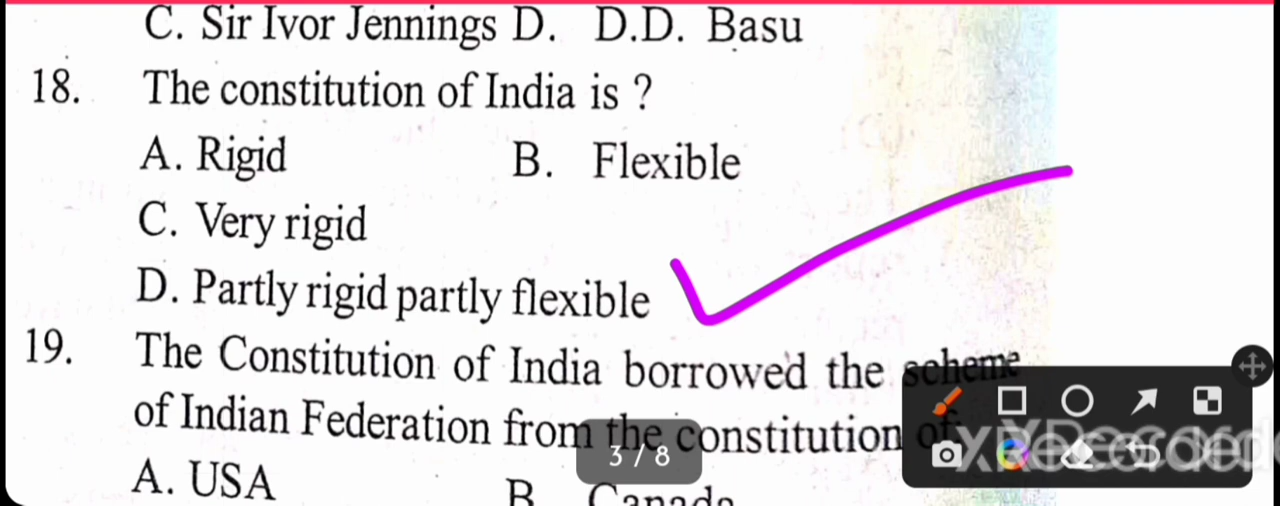 C. Sir Ivor Jennings D. D.D. Basu
18. The constitution of India is ?
A. Rigid B. Flexible
C. Very rigid
D. Partly rigid partly flexible
19. The Constitution of India borrowed the scheme
of Indian Federation from the constitution of
3 / 8
A. USA B Canada